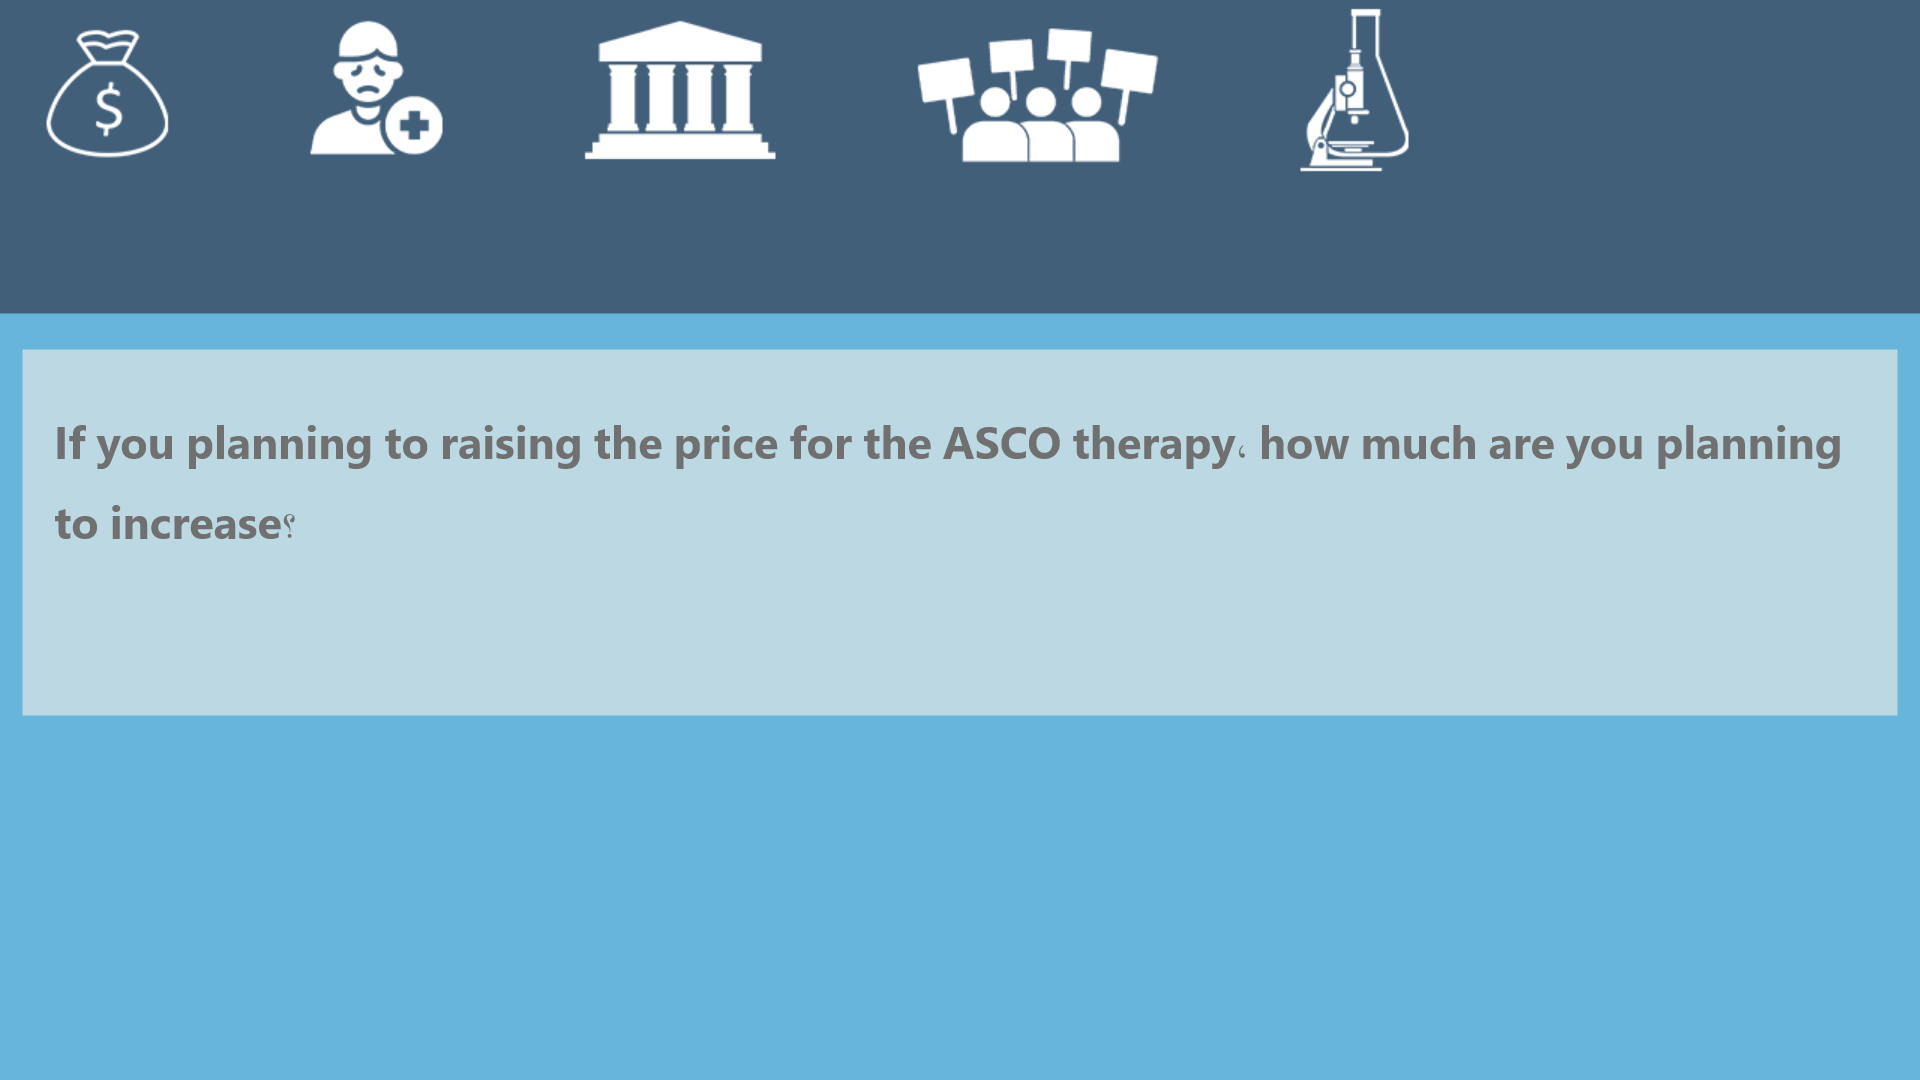 If you planning to raising the price for the ASCO therapy، how much are you planning
to increase؟